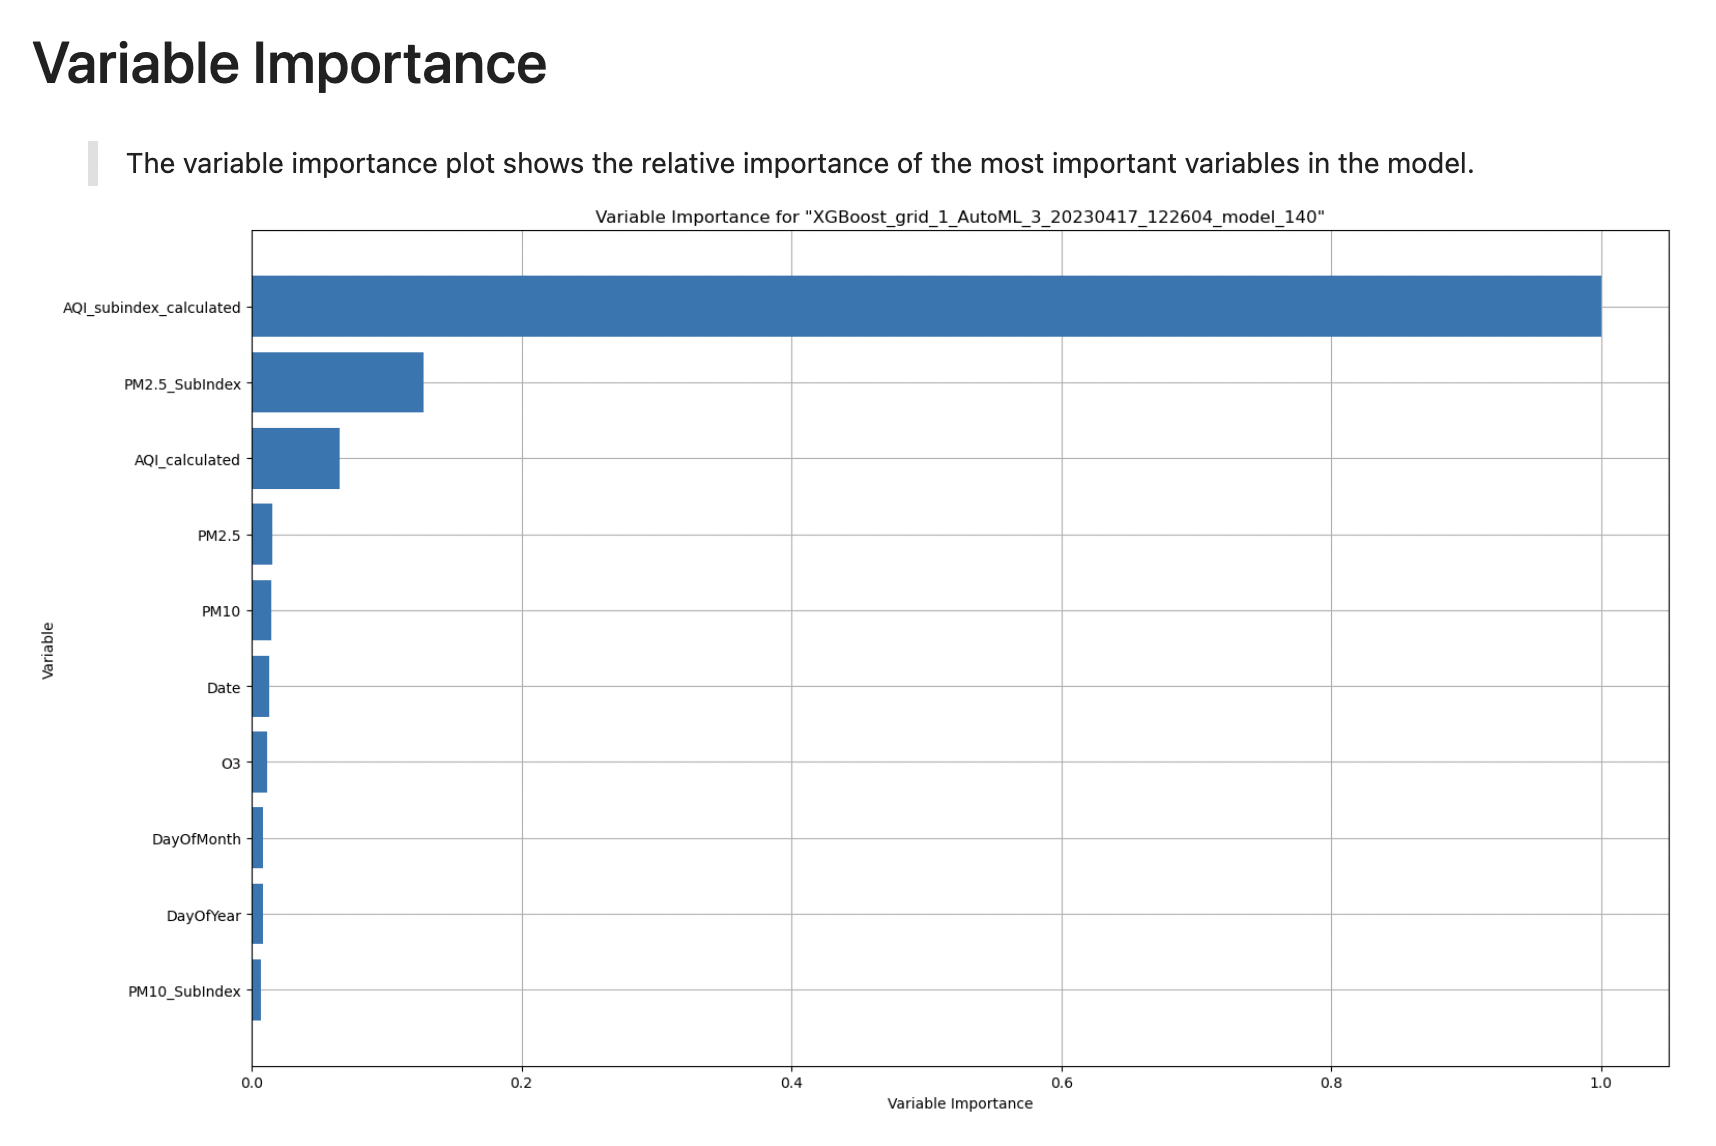 Variable Importance
The variable importance plot shows the relative importance of the most important variables in the model.
Variable Importance for "XGBoost_grid_1_AutoML_3_20230417_122604_model_140"
AQI_subindex_calculated
PM2.5_SubIndex
AQI_calculated
PM2.5
PM10
Date
O3
DayOfMonth
DayOfYear
PM10_SubIndex
Variable
0.0 0.2 0.4 0.6 0.8 1.0
Variable Importance